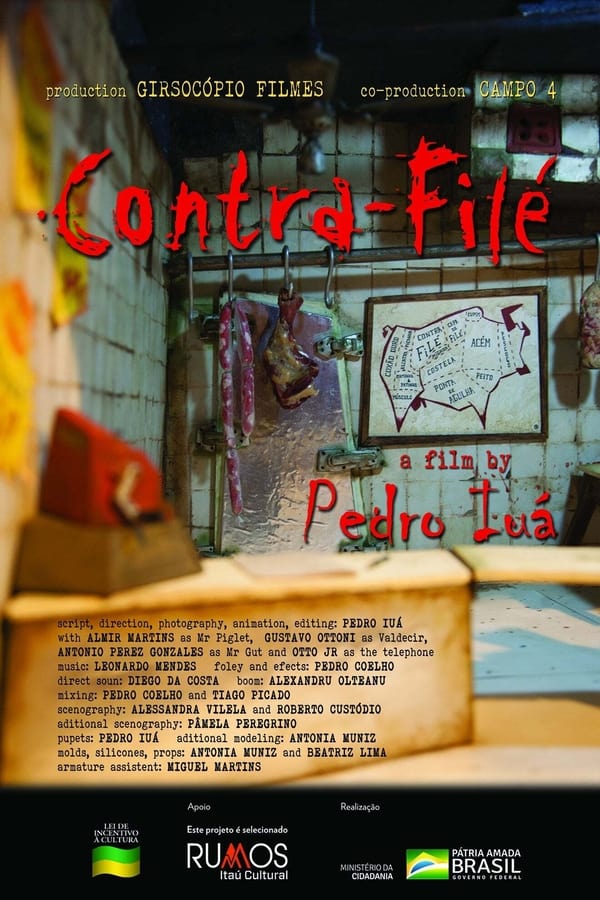 production GIRSOCÓPIO FILMES co-production CAMPO 4
Contra-Filé
COXÃO DURO
CONTRA
FILÉ
FILÉ
ACÉM
COSTELA
PEITO
PONTA
DE
AGULHA
MÚSCULO
a film by
Pedro Iuá
script, direction, photography, animation, editing: PEDRO IUÁ
with ALMIR MARTINS as Mr Piglet, GUSTAVO OTTONI as Valdecir,
ANTONIO PEREZ GONZALES as Mr Gut and OTTO JR as the telephone
music: LEONARDO MENDES foley and efects: PEDRO COELHO
direct soun: DIEGO DA COSTA boom: ALEXANDRU OLTEANU
mixing: PEDRO COELHO and TIAGO PICADO
scenography: ALESSANDRA VILELA and ROBERTO CUSTÓDIO
aditional scenography: PÂMELA PEREGRINO
pupets: PEDRO IUÁ aditional modeling: ANTONIA MUNIZ
molds, silicones, props: ANTONIA MUNIZ and BEATRIZ LIMA
armature assistent: MIGUEL MARTINS
Apoio Realização
LEI DE
INCENTIVO
À CULTURA
Este projeto é selecionado
RUMOS
Itaú Cultural
MINISTÉRIO DA
CIDADANIA
PÁTRIA AMADA
BRASIL
GOVERNO FEDERAL